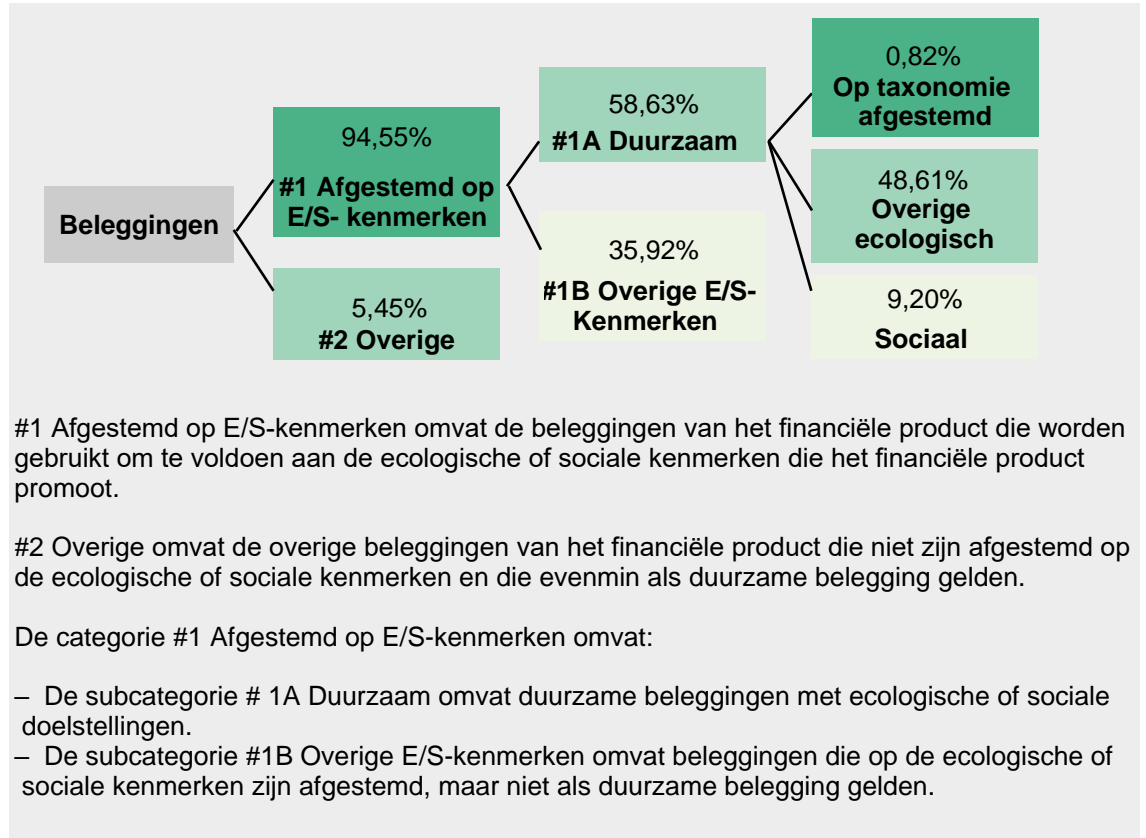 Beleggingen
94,55%
#1 Afgestemd op
E/S- kenmerken
5,45%
#2 Overige
58,63%
#1A Duurzaam
35,92%
#1B Overige E/S-
Kenmerken
0,82%
Op taxonomie
afgestemd
48,61%
Overige
ecologisch
9,20%
Sociaal
#1 Afgestemd op E/S-kenmerken omvat de beleggingen van het financiële product die worden
gebruikt om te voldoen aan de ecologische of sociale kenmerken die het financiële product
promoot.
#2 Overige omvat de overige beleggingen van het financiële product die niet zijn afgestemd op
de ecologische of sociale kenmerken en die evenmin als duurzame belegging gelden.
De categorie #1 Afgestemd op E/S-kenmerken omvat:
– De subcategorie # 1A Duurzaam omvat duurzame beleggingen met ecologische of sociale
doelstellingen.
– De subcategorie #1B Overige E/S-kenmerken omvat beleggingen die op de ecologische of
sociale kenmerken zijn afgestemd, maar niet als duurzame belegging gelden.